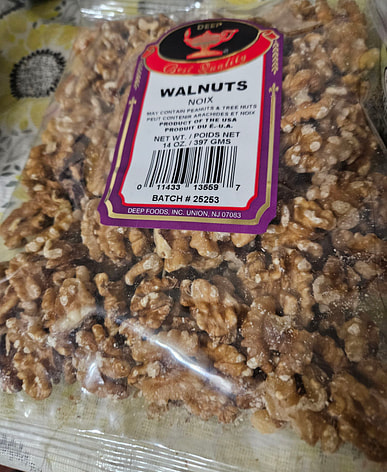 DEEP
Best Quality
WALNUTS
NOIX
MAY CONTAIN PEANUTS & TREE NUTS
PEUT CONTENIR ARACHIDES ET NOIX
PRODUCT OF THE USA
PRODUIT DU E.-U.A.
NET WT. / POIDS NET
14 OZ. / 397 GMS
0 11433 13559 7
BATCH # 25253
DEEP FOODS, INC. UNION, NJ 07083